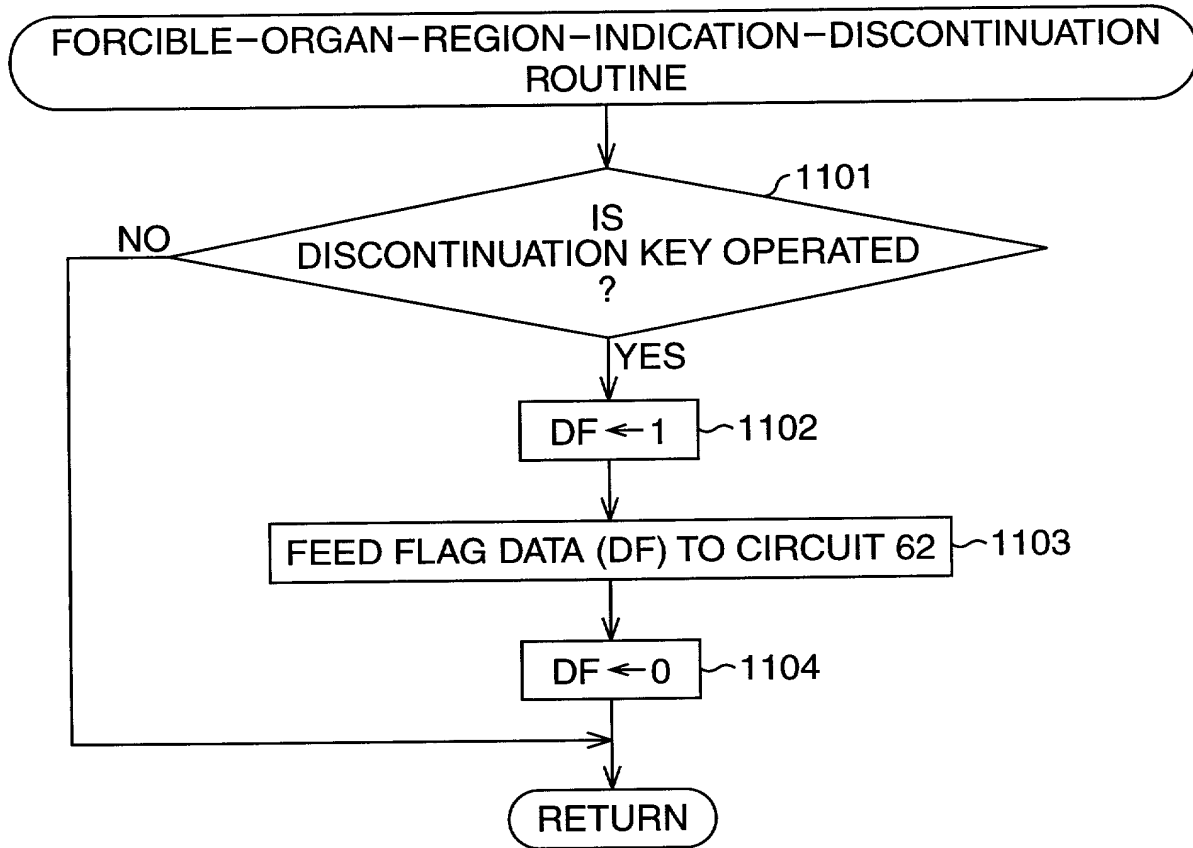 FORCIBLE-ORGAN-REGION-INDICATION-DISCONTINUATION
ROUTINE
1101
IS
DISCONTINUATION KEY OPERATED
?
NO
YES
DF ← 1
1102
FEED FLAG DATA (DF) TO CIRCUIT 62
1103
DF ← 0
1104
RETURN